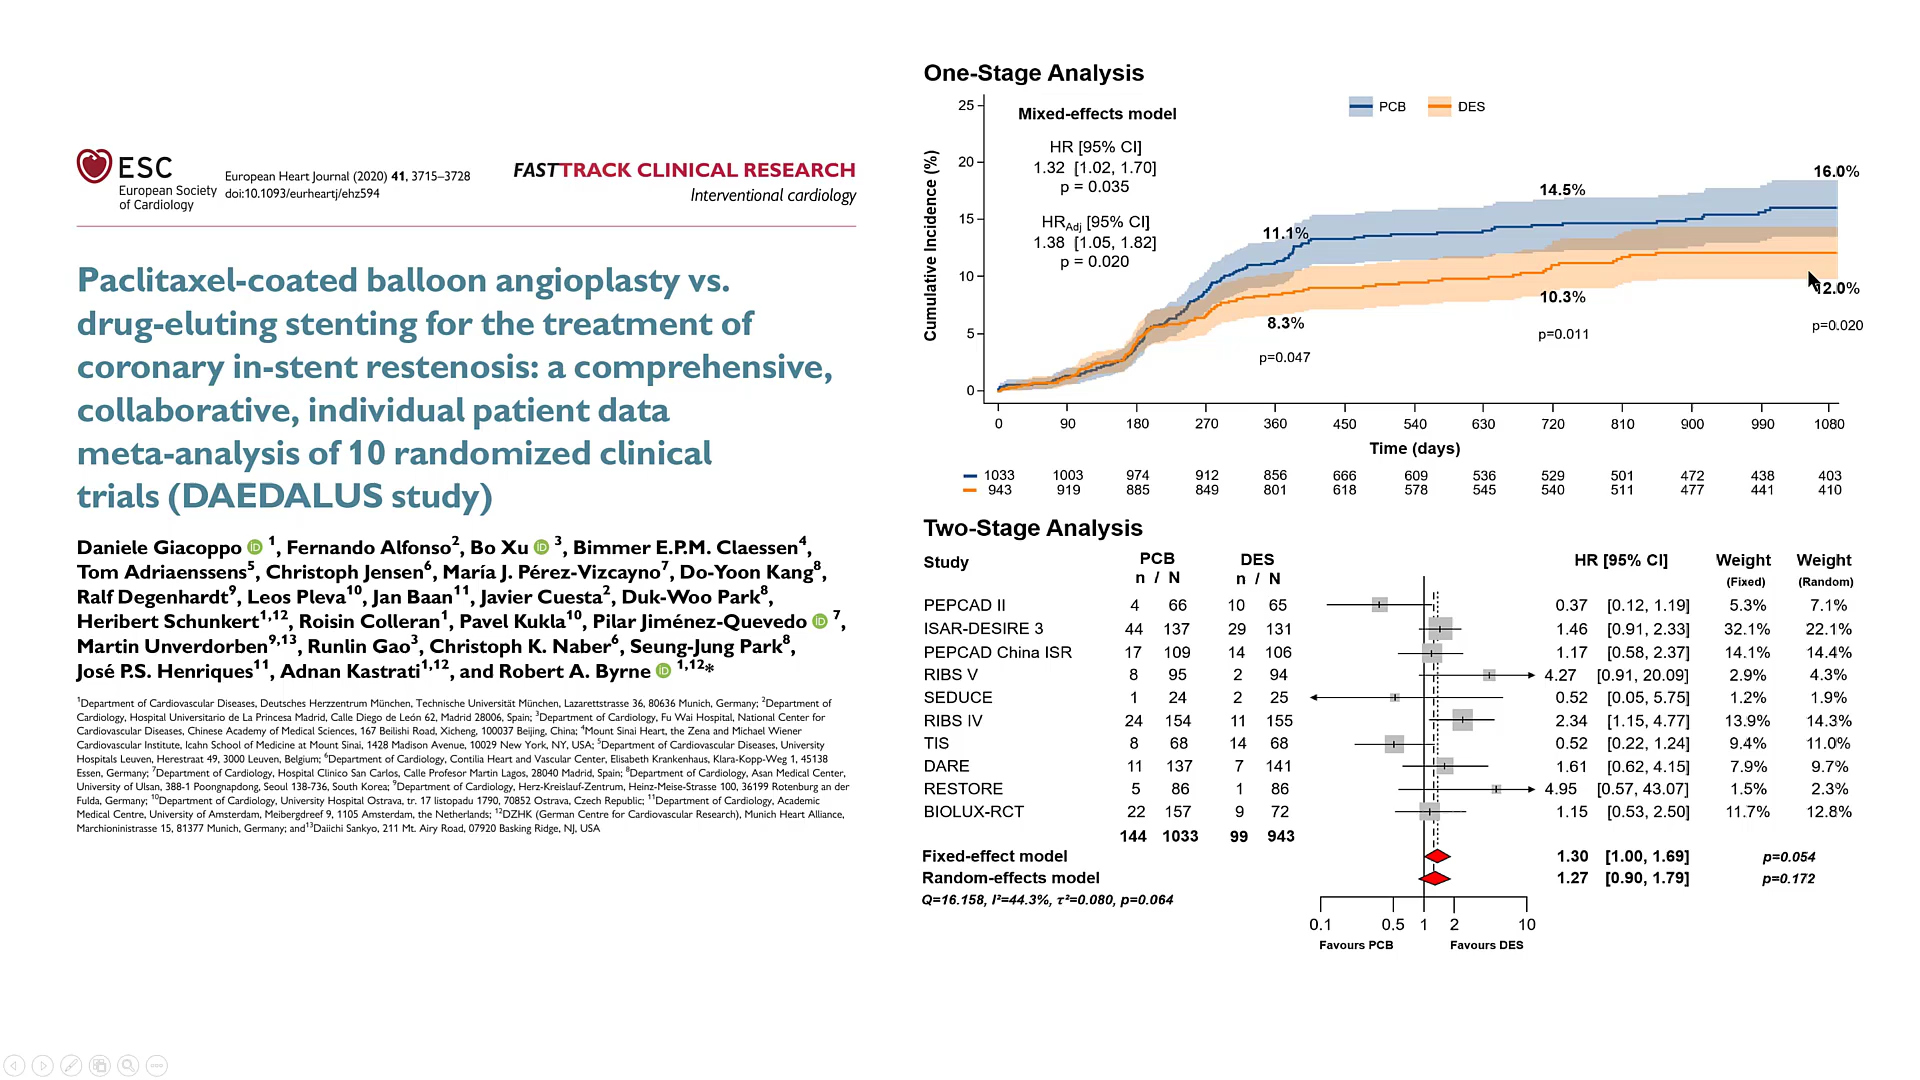 ESC
European Society
of Cardiology
European Heart Journal (2020) 41, 3715–3728
doi:10.1093/eurheartj/ehz594
FASTTRACK CLINICAL RESEARCH
Interventional cardiology
Paclitaxel-coated balloon angioplasty vs.
drug-eluting stenting for the treatment of
coronary in-stent restenosis: a comprehensive,
collaborative, individual patient data
meta-analysis of 10 randomized clinical
trials (DAEDALUS study)
Daniele Giacoppo iD 1, Fernando Alfonso2, Bo Xu iD 3, Bimmer E.P.M. Claessen4,
Tom Adriaenssens5, Christoph Jensen6, María J. Pérez-Vizcayno7, Do-Yoon Kang8,
Ralf Degenhardt9, Leos Pleva10, Jan Baan11, Javier Cuesta2, Duk-Woo Park8,
Heribert Schunkert1,12, Roisin Colleran1, Pavel Kukla10, Pilar Jiménez-Quevedo iD 7,
Martin Unverdorben9,13, Runlin Gao3, Christoph K. Naber6, Seung-Jung Park8,
José P.S. Henriques11, Adnan Kastrati1,12, and Robert A. Byrne iD 1,12*
1Department of Cardiovascular Diseases, Deutsches Herzzentrum München, Technische Universität München, Lazarettstrasse 36, 80636 Munich, Germany; 2Department of
Cardiology, Hospital Universitario de La Princesa Madrid, Calle Diego de León 62, Madrid 28006, Spain; 3Department of Cardiology, Fu Wai Hospital, National Center for
Cardiovascular Diseases, Chinese Academy of Medical Sciences, 167 Beilishi Road, Xicheng, 100037 Beijing, China; 4Mount Sinai Heart, the Zena and Michael Wiener
Cardiovascular Institute, Icahn School of Medicine at Mount Sinai, 1428 Madison Avenue, 10029 New York, NY, USA; 5Department of Cardiovascular Diseases, University
Hospitals Leuven, Herestraat 49, 3000 Leuven, Belgium; 6Department of Cardiology, Contilia Heart and Vascular Center, Elisabeth Krankenhaus, Klara-Kopp-Weg 1, 45138
Essen, Germany; 7Department of Cardiology, Hospital Clínico San Carlos, Calle Profesor Martin Lagos, 28040 Madrid, Spain; 8Department of Cardiology, Asan Medical Center,
University of Ulsan, 388-1 Poongnapdong, Seoul 138-736, South Korea; 9Department of Cardiology, Herz-Kreislauf-Zentrum, Heinz-Meise-Strasse 100, 36199 Rotenburg an der
Fulda, Germany; 10Department of Cardiology, University Hospital Ostrava, tr. 17 listopadu 1790, 70852 Ostrava, Czech Republic; 11Department of Cardiology, Academic
Medical Centre, University of Amsterdam, Meibergdreef 9, 1105 Amsterdam, the Netherlands; 12DZHK (German Centre for Cardiovascular Research), Munich Heart Alliance,
Marchioninistrasse 15, 81377 Munich, Germany; and13Daiichi Sankyo, 211 Mt. Airy Road, 07920 Basking Ridge, NJ, USA
One-Stage Analysis
Cumulative Incidence (%)
25
20
15
10
5
0
Mixed-effects model
HR [95% CI]
1.32 [1.02, 1.70]
p = 0.035
HRAdj [95% CI]
1.38 [1.05, 1.82]
p = 0.020
PCB DES
11.1% 14.5% 16.0%
8.3% 10.3% 12.0%
p=0.047 p=0.011 p=0.020
0 90 180 270 360 450 540 630 720 810 900 990 1080
Time (days)
1033 1003 974 912 856 666 609 536 529 501 472 438 403
943 919 885 849 801 618 578 545 540 511 477 441 410
Two-Stage Analysis
Study PCB DES HR [95% CI] Weight Weight
n / N n / N (Fixed) (Random)
PEPCAD II 4 66 10 65 0.37 [0.12, 1.19] 5.3% 7.1%
ISAR-DESIRE 3 44 137 29 131 1.46 [0.91, 2.33] 32.1% 22.1%
PEPCAD China ISR 17 109 14 106 1.17 [0.58, 2.37] 14.1% 14.4%
RIBS V 8 95 2 94 4.27 [0.91, 20.09] 2.9% 4.3%
SEDUCE 1 24 2 25 0.52 [0.05, 5.75] 1.2% 1.9%
RIBS IV 24 154 11 155 2.34 [1.15, 4.77] 13.9% 14.3%
TIS 8 68 14 68 0.52 [0.22, 1.24] 9.4% 11.0%
DARE 11 137 7 141 1.61 [0.62, 4.15] 7.9% 9.7%
RESTORE 5 86 1 86 4.95 [0.57, 43.07] 1.5% 2.3%
BIOLUX-RCT 22 157 9 72 1.15 [0.53, 2.50] 11.7% 12.8%
144 1033 99 943
Fixed-effect model 1.30 [1.00, 1.69] p=0.054
Random-effects model 1.27 [0.90, 1.79] p=0.172
Q=16.158, I²=44.3%, τ²=0.080, p=0.064
0.1 0.5 1 2 10
Favours PCB Favours DES